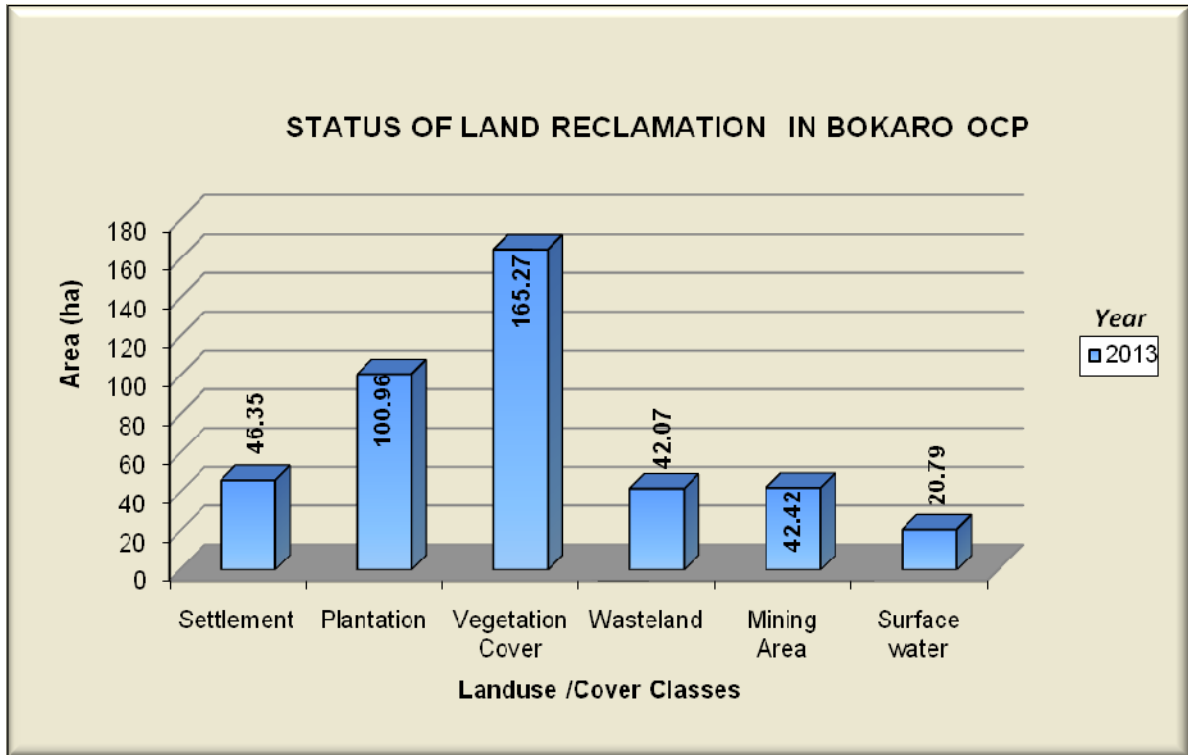 STATUS OF LAND RECLAMATION IN BOKARO OCP
Area (ha)
180
160
140
120
100
80
60
40
20
0
46.35
100.96
165.27
42.07
42.42
20.79
Settlement
Plantation
Vegetation
Cover
Wasteland
Mining
Area
Surface
water
Landuse /Cover Classes
Year
2013